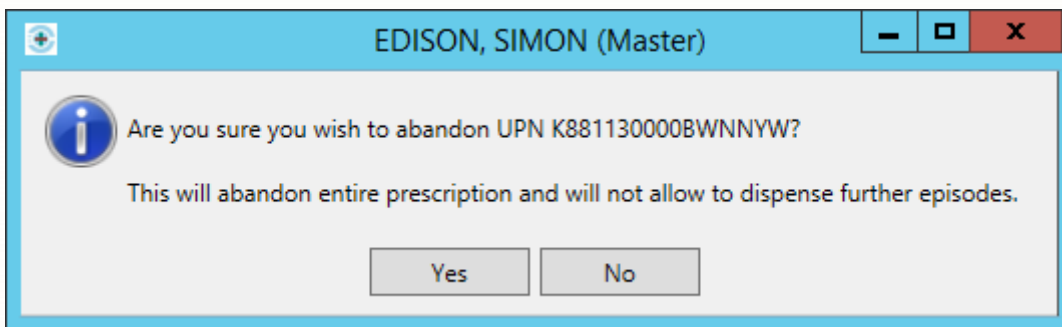 EDISON, SIMON (Master)
Are you sure you wish to abandon UPN K881130000BWNNYW?
This will abandon entire prescription and will not allow to dispense further episodes.
Yes No